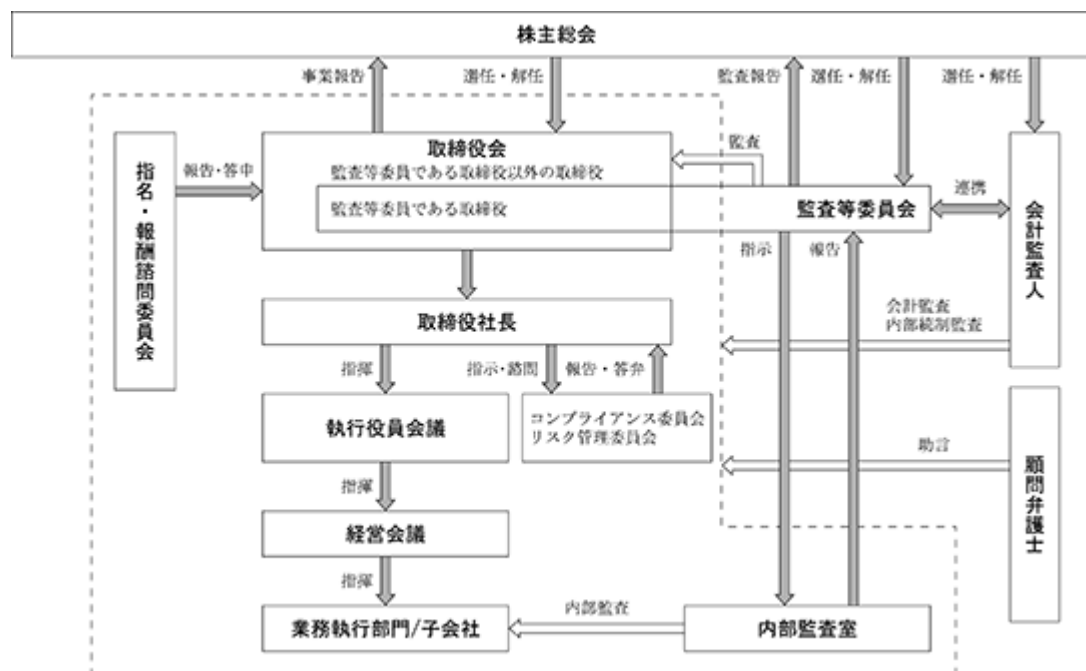 株主総会
事業報告
選任・解任
監査報告
選任・解任
選任・解任
指名・報酬諮問委員会
報告・答申
取締役会
監査等委員である取締役以外の取締役
監査等委員である取締役
監査
監査等委員会
連携
会計監査人
指示
報告
取締役社長
会計監査
内部統制監査
指揮
指示・諮問
報告・答弁
執行役員会議
コンプライアンス委員会
リスク管理委員会
助言
顧問弁護士
指揮
経営会議
指揮
業務執行部門/子会社
内部監査
内部監査室